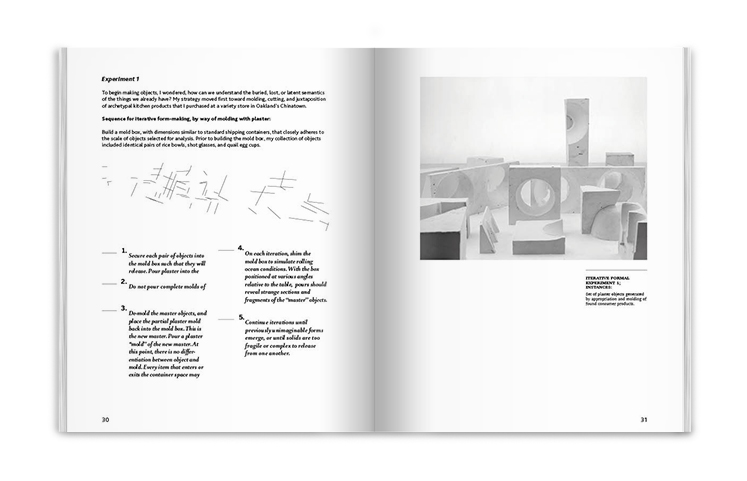 Experiment 1
To begin making objects, I wondered, how can we understand the buried, lost, or latent semantics
of the things we already have? My strategy moved first toward molding, cutting, and juxtaposition
of archetypal kitchen products that I purchased at a variety store in Oakland's Chinatown.
Sequence for iterative form-making, by way of molding with plaster:
Build a mold box, with dimensions similar to standard shipping containers, that closely adheres to
the scale of objects selected for analysis. Prior to building the mold box, my collection of objects
included identical pairs of rice bowls, shot glasses, and quail egg cups.
1. Secure each pair of objects into
the mold box such that they will
release. Pour plaster into the
2. Do not pour complete molds of
3. De-mold the master objects, and
place the partial plaster mold
back into the mold box. This is
the new master. Pour a plaster
"mold" of the new master. At
this point, there is no differ-
entiation between object and
mold. Every item that enters or
exits the container space may
4. On each iteration, shim the
mold box to simulate rolling
ocean conditions. With the box
positioned at various angles
relative to the table, pours should
reveal strange sections and
fragments of the "master" objects.
5. Continue iterations until
previously unimaginable forms
emerge, or until solids are too
fragile or complex to release
from one another.
30
ITERATIVE FORMAL
EXPERIMENT 1;
INSTANCES:
Set of plaster objects generated
by appropriation and molding of
found consumer products.
31